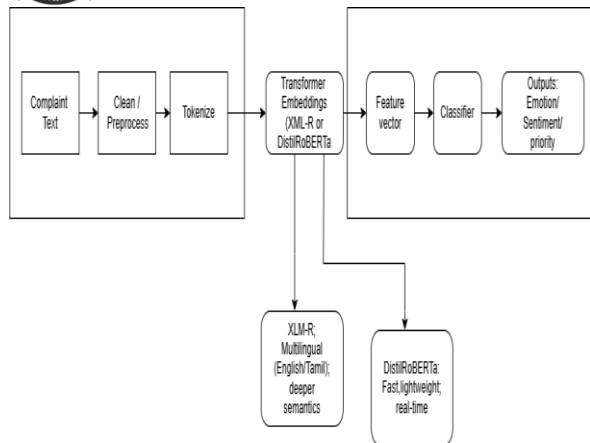 Complaint
Text
Clean /
Preprocess
Tokenize
Transformer
Embeddings
(XML-R or
DistilRoBERTa
Feature
vector
Classifier
Outputs:
Emotion/
Sentiment/
priority
XLM-R;
Multilingual
(English/Tamil);
deeper
semantics
DistilRoBERTa:
Fast,lightweight;
real-time